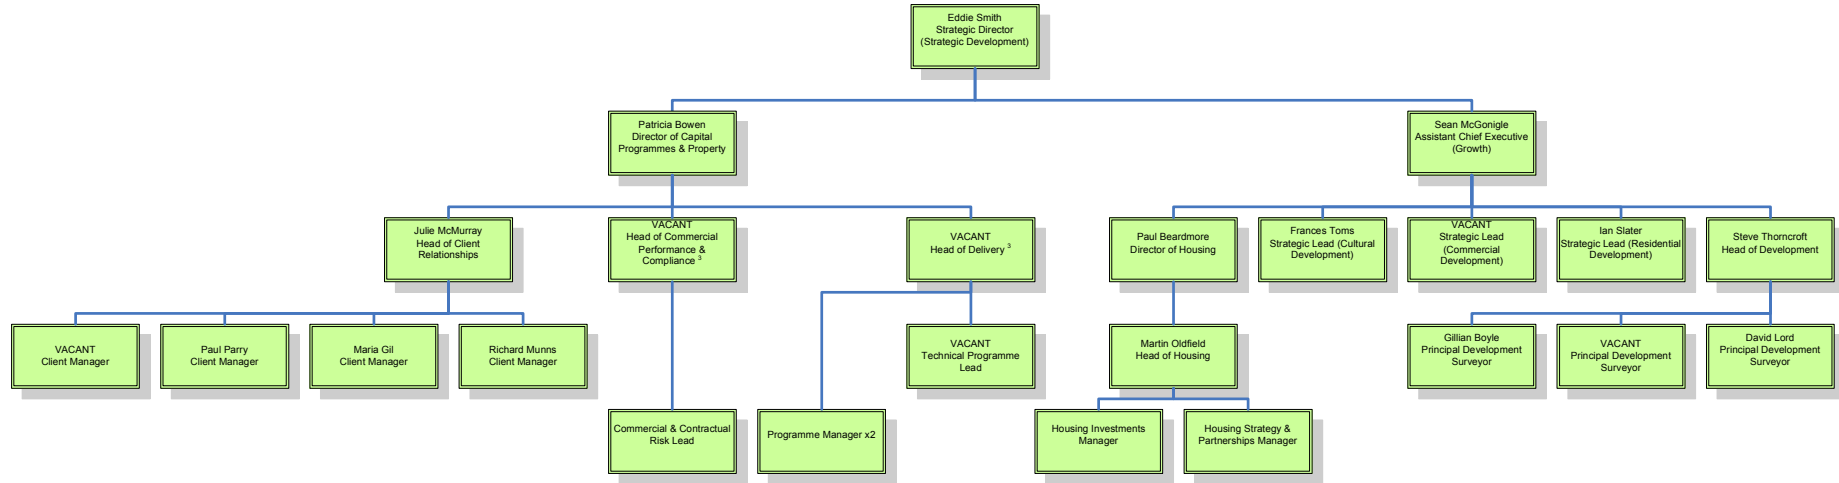 Eddie Smith
Strategic Director
(Strategic Development)
Patricia Bowen
Director of Capital
Programmes & Property
Sean McGonigle
Assistant Chief Executive
(Growth)
Julie McMurray
Head of Client
Relationships
VACANT
Head of Commercial
Performance &
Compliance 3
VACANT
Head of Delivery 3
Paul Beardmore
Director of Housing
Frances Toms
Strategic Lead (Cultural
Development)
VACANT
Strategic Lead
(Commercial
Development)
Ian Slater
Strategic Lead (Residential
Development)
Steve Thorncroft
Head of Development
VACANT
Client Manager
Paul Parry
Client Manager
Maria Gil
Client Manager
Richard Munns
Client Manager
VACANT
Technical Programme
Lead
Martin Oldfield
Head of Housing
Gillian Boyle
Principal Development
Surveyor
VACANT
Principal Development
Surveyor
David Lord
Principal Development
Surveyor
Commercial & Contractual
Risk Lead
Programme Manager x2
Housing Investments
Manager
Housing Strategy &
Partnerships Manager